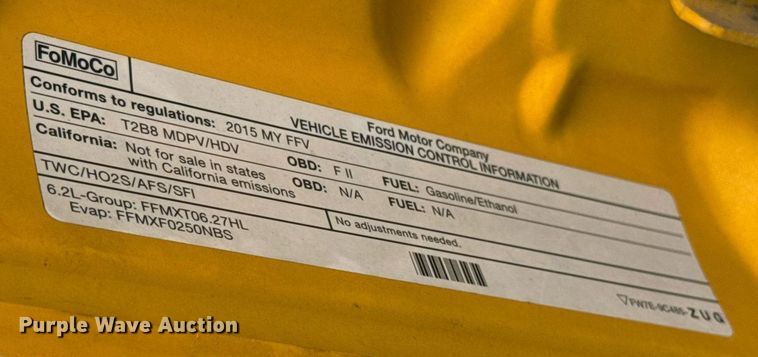 FoMoCo
Ford Motor Company
VEHICLE EMISSION CONTROL INFORMATION
Conforms to regulations: 2015 MY FFV
U.S. EPA: T2B8 MDPV/HDV OBD: F II FUEL: Gasoline/Ethanol
California: Not for sale in states with California emissions OBD: N/A FUEL: N/A
TWC/HO2S/AFS/SFI
No adjustments needed.
6.2L-Group: FFMXT06.27HL
Evap: FFMXF0250NBS
FW7E-9C485-ZUG
Purple Wave Auction